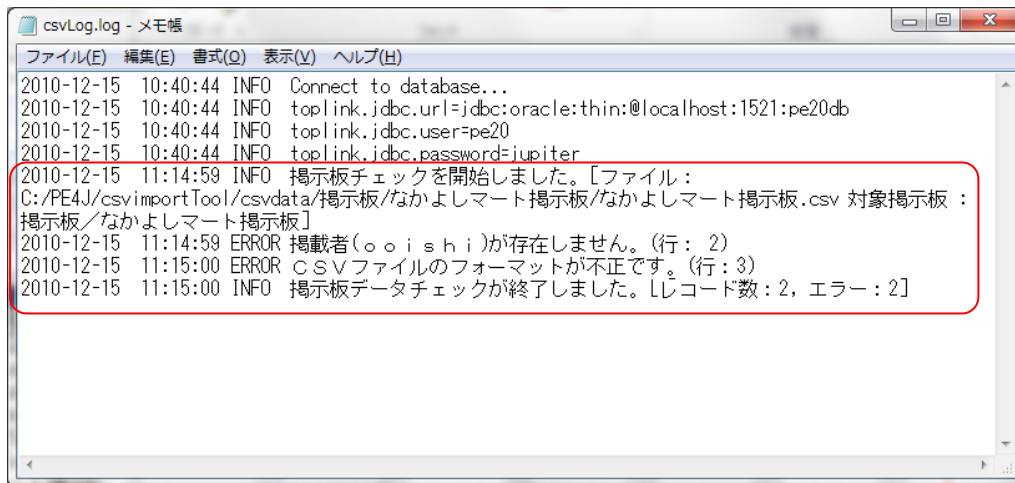 csvLog.log - メモ帳
ファイル(F) 編集(E) 書式(O) 表示(V) ヘルプ(H)
2010-12-15 10:40:44 INFO Connect to database...
2010-12-15 10:40:44 INFO toplink.jdbc.url=jdbc:oracle:thin:@localhost:1521:pe20db
2010-12-15 10:40:44 INFO toplink.jdbc.user=pe20
2010-12-15 10:40:44 INFO toplink.jdbc.password=jupiter
2010-12-15 11:14:59 INFO 掲示板チェックを開始しました。[ファイル：
C:/PE4J/csvimportTool/csvdata/掲示板/なかよしマート掲示板/なかよしマート掲示板.csv 対象掲示板 ：
掲示板／なかよしマート掲示板]
2010-12-15 11:14:59 ERROR 掲載者(ｏｏｉｓｈｉ)が存在しません。(行： 2)
2010-12-15 11:15:00 ERROR ＣＳＶファイルのフォーマットが不正です。(行：3)
2010-12-15 11:15:00 INFO 掲示板データチェックが終了しました。[レコード数：2, エラー：2]